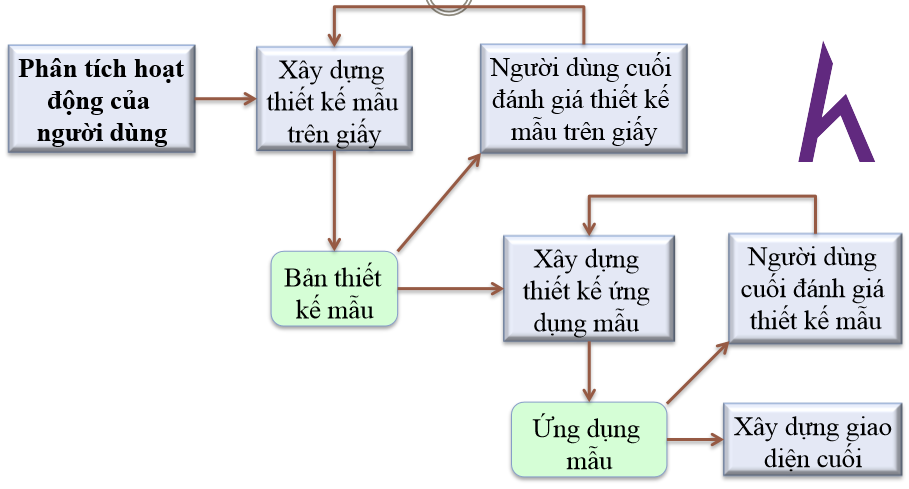 Phân tích hoạt
động của
người dùng
Xây dựng
thiết kế mẫu
trên giấy
Người dùng cuối
đánh giá thiết kế
mẫu trên giấy
Bản thiết
kế mẫu
Xây dựng
thiết kế ứng
dụng mẫu
Người dùng
cuối đánh giá
thiết kế mẫu
Ứng dụng
mẫu
Xây dựng giao
diện cuối